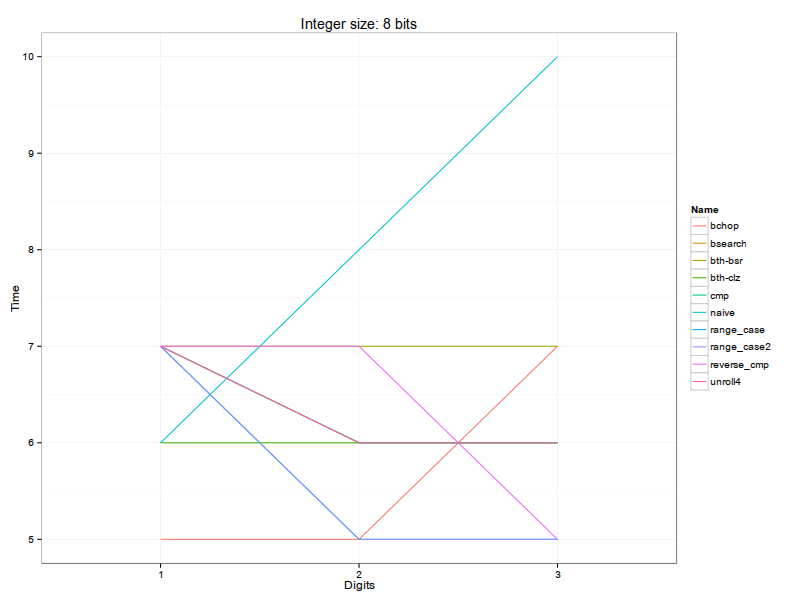 Integer size: 8 bits
10
9
8
7
6
5
Time
1
2
3
Digits
Name
bchop
bsearch
bth-bsr
bth-clz
cmp
naive
range_case
range_case2
reverse_cmp
unroll4